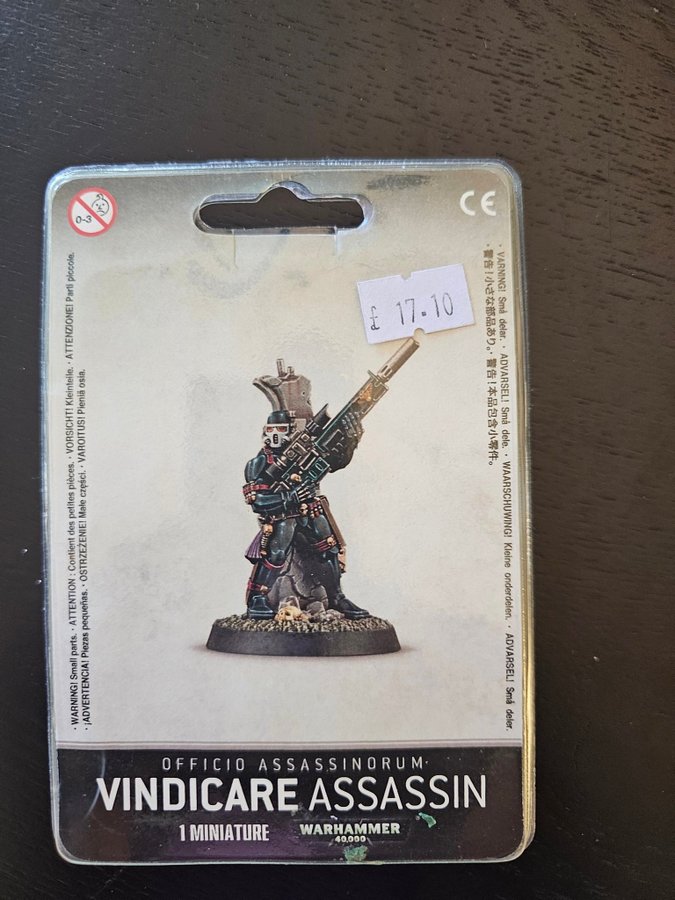 0-3
CE
£ 17.10
· WARNING! Small parts. · ATTENTION : Contient des petites pièces. · VORSICHT! Kleinteile. · ATTENZIONE! Parti piccole.
· ¡ADVERTENCIA! Piezas pequeñas. · OSTRZEŻENIE! Małe części. · VAROITUS! Pieniä osia.
· VARNING! Små delar. · ADVARSEL! Små dele. · WAARSCHUWING! Kleine onderdelen. · ADVARSEL! Små deler.
· 警告！小さな部品あり。· 警告！本品包含小零件。
OFFICIO ASSASSINORUM
VINDICARE ASSASSIN
1 MINIATURE
WARHAMMER
40,000